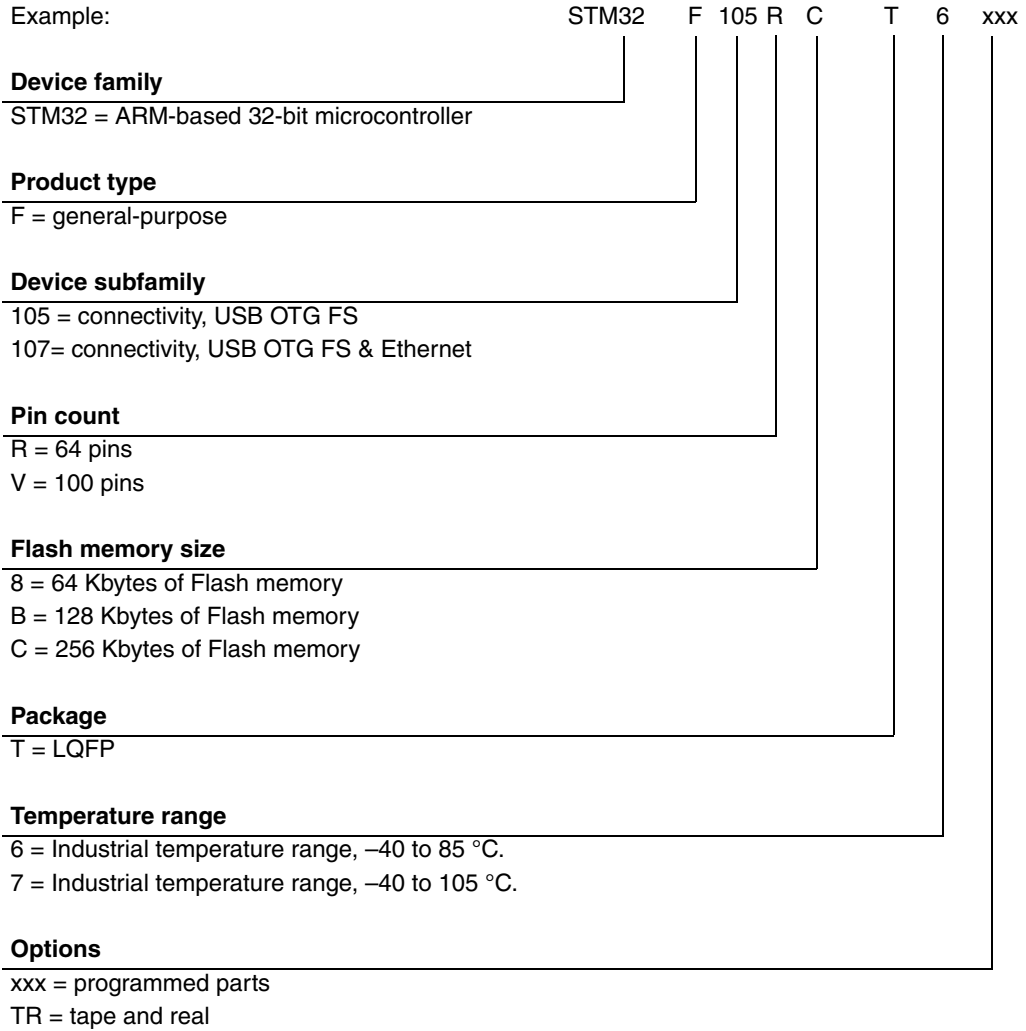 Example: STM32 F 105 R C T 6 xxx
Device family
STM32 = ARM-based 32-bit microcontroller
Product type
F = general-purpose
Device subfamily
105 = connectivity, USB OTG FS
107= connectivity, USB OTG FS & Ethernet
Pin count
R = 64 pins
V = 100 pins
Flash memory size
8 = 64 Kbytes of Flash memory
B = 128 Kbytes of Flash memory
C = 256 Kbytes of Flash memory
Package
T = LQFP
Temperature range
6 = Industrial temperature range, –40 to 85 °C.
7 = Industrial temperature range, –40 to 105 °C.
Options
xxx = programmed parts
TR = tape and real